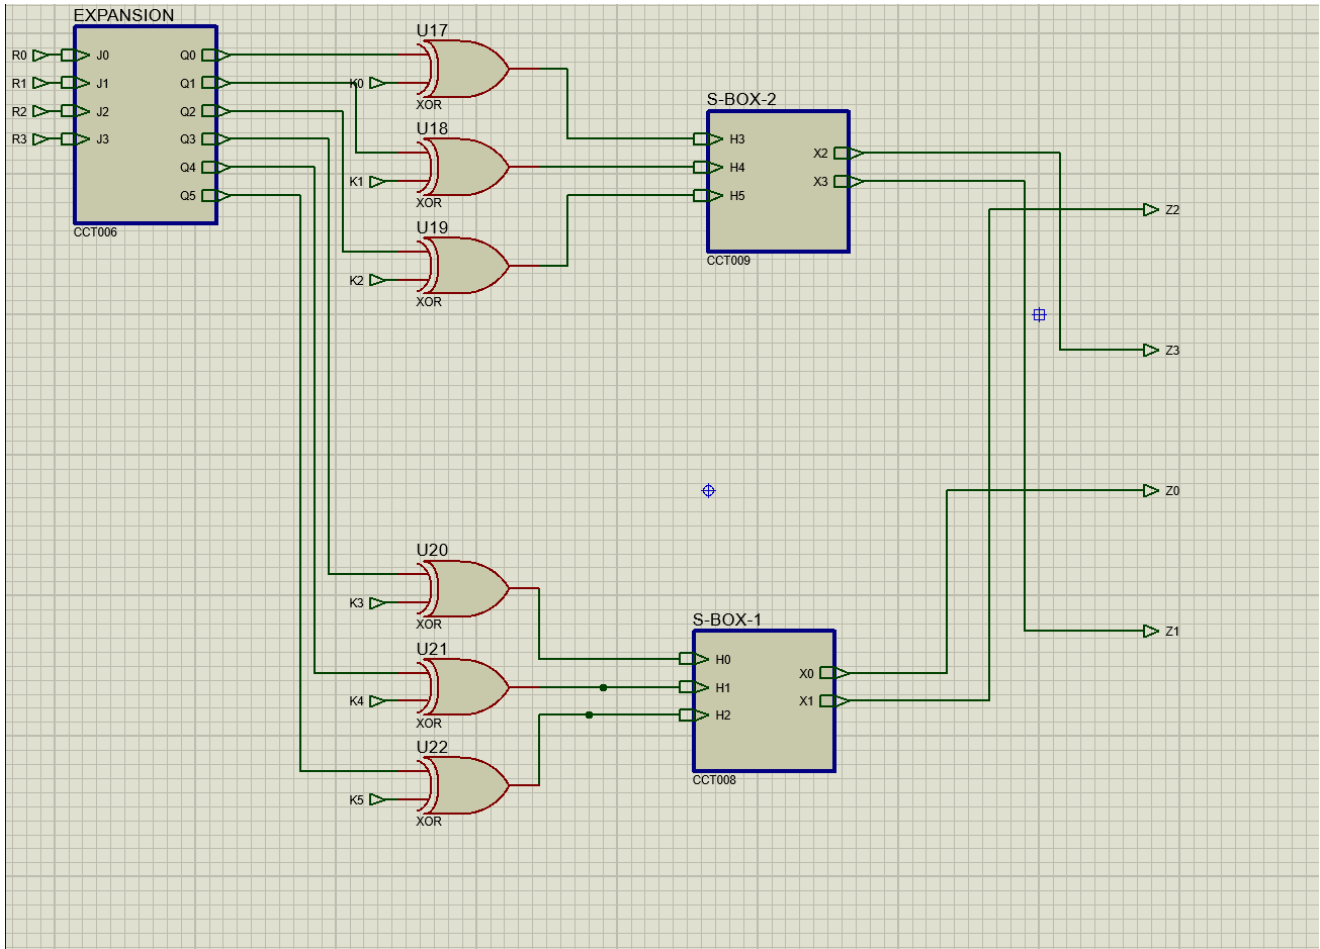 EXPANSION
R0
J0
Q0
R1
J1
Q1
R2
J2
Q2
R3
J3
Q3
Q4
Q5
CCT006
U17
K0
XOR
U18
K1
XOR
U19
K2
XOR
S-BOX-2
H3
H4
H5
X2
X3
CCT009
Z2
Z3
Z0
Z1
U20
K3
XOR
U21
K4
XOR
U22
K5
XOR
S-BOX-1
H0
H1
H2
X0
X1
CCT008